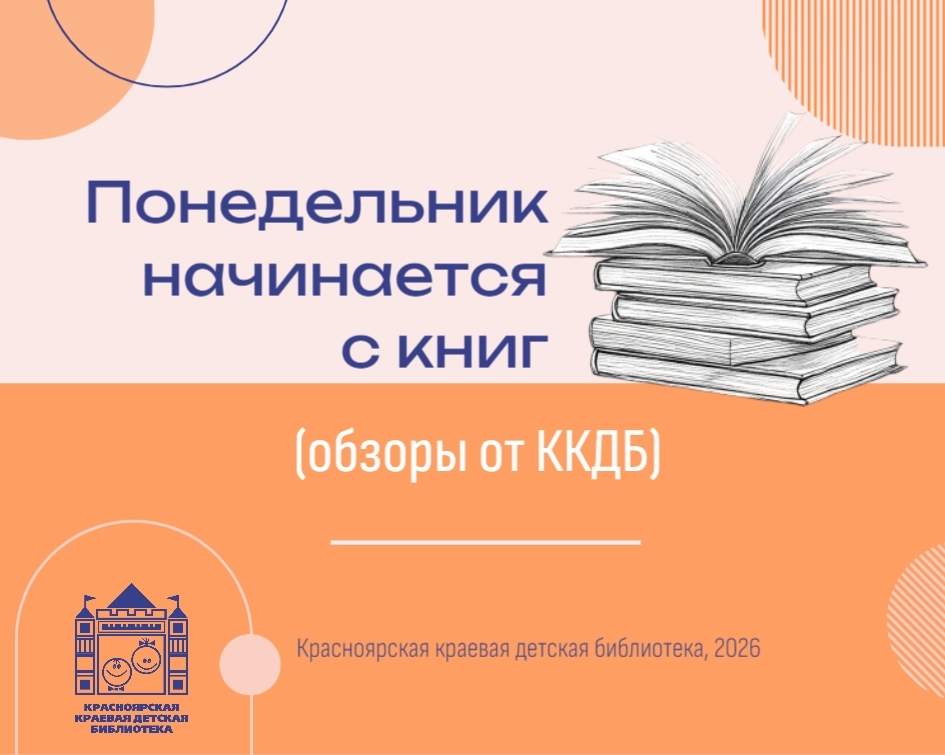 Понедельник
начинается
с книг
(обзоры от ККДБ)
Красноярская краевая детская библиотека, 2026
КРАСНОЯРСКАЯ
КРАЕВАЯ ДЕТСКАЯ
БИБЛИОТЕКА